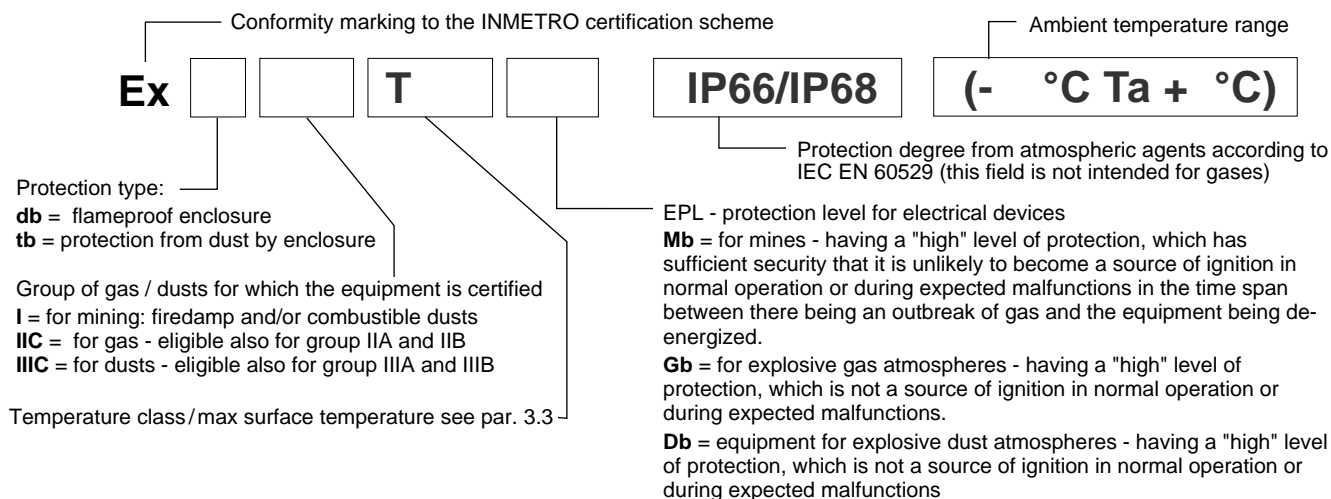 Conformity marking to the INMETRO certification scheme
Ambient temperature range
Ex T IP66/IP68 (- °C Ta + °C)
Protection degree from atmospheric agents according to
IEC EN 60529 (this field is not intended for gases)
Protection type:
db = flameproof enclosure
tb = protection from dust by enclosure
Group of gas / dusts for which the equipment is certified
I = for mining: firedamp and/or combustible dusts
IIC = for gas - eligible also for group IIA and IIB
IIIC = for dusts - eligible also for group IIIA and IIIB
Temperature class/max surface temperature see par. 3.3
EPL - protection level for electrical devices
Mb = for mines - having a "high" level of protection, which has
sufficient security that it is unlikely to become a source of ignition in
normal operation or during expected malfunctions in the time span
between there being an outbreak of gas and the equipment being de-
energized.
Gb = for explosive gas atmospheres - having a "high" level of
protection, which is not a source of ignition in normal operation or
during expected malfunctions.
Db = equipment for explosive dust atmospheres - having a "high" level
of protection, which is not a source of ignition in normal operation or
during expected malfunctions